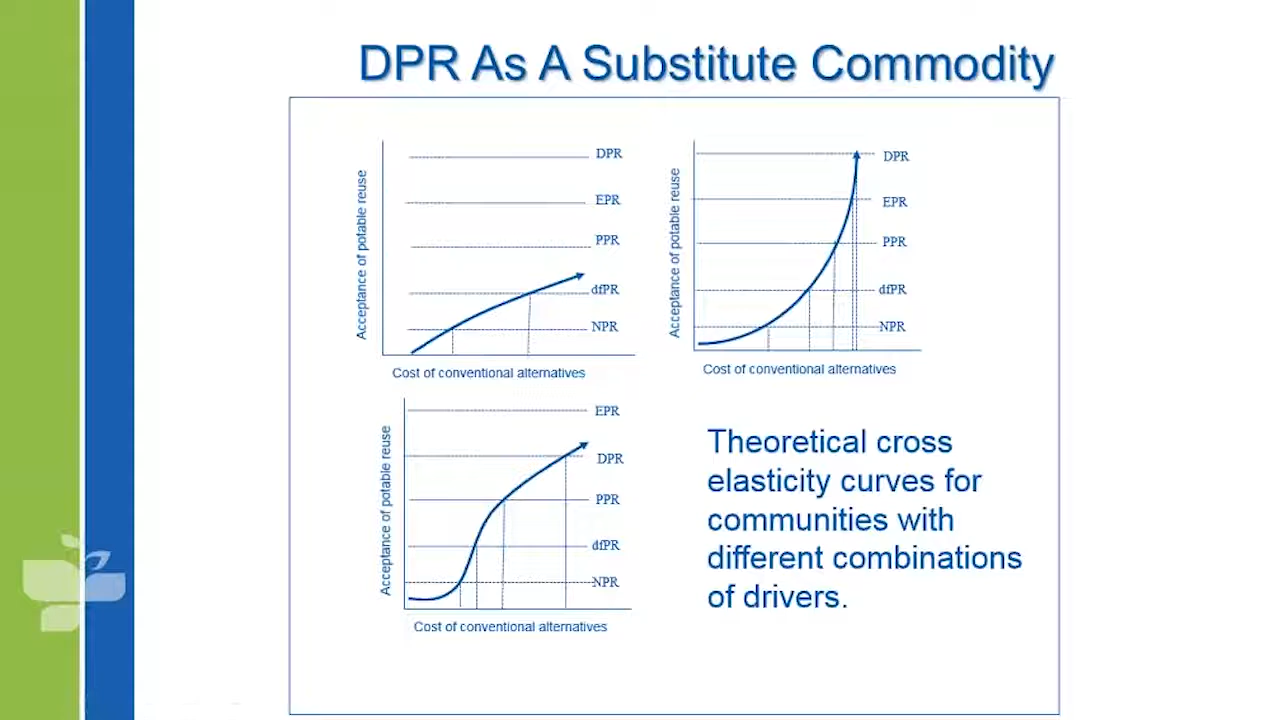 DPR As A Substitute Commodity
Acceptance of potable reuse
DPR
EPR
PPR
dfPR
NPR
Cost of conventional alternatives
Acceptance of potable reuse
DPR
EPR
PPR
dfPR
NPR
Cost of conventional alternatives
Acceptance of potable reuse
EPR
DPR
PPR
dfPR
NPR
Cost of conventional alternatives
Theoretical cross
elasticity curves for
communities with
different combinations
of drivers.